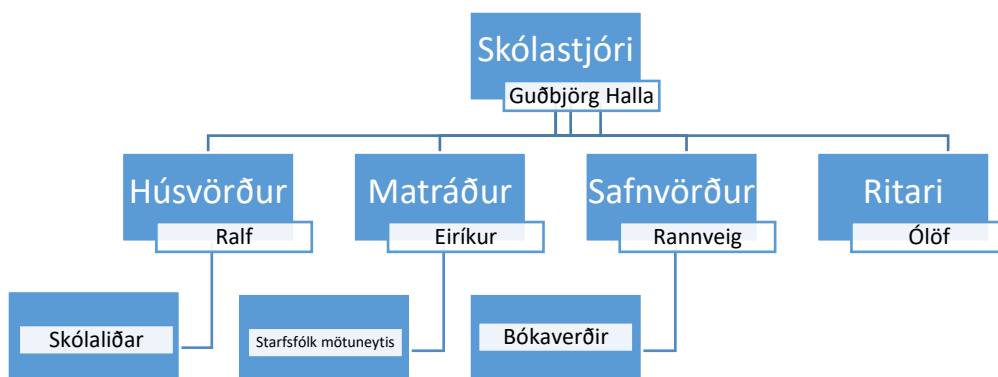 Skólastjóri
Guðbjörg Halla
Húsvörður
Ralf
Matráður
Eiríkur
Safnvörður
Rannveig
Ritari
Ólöf
Skólaliðar
Starfsfólk mötuneytis
Bókaverðir